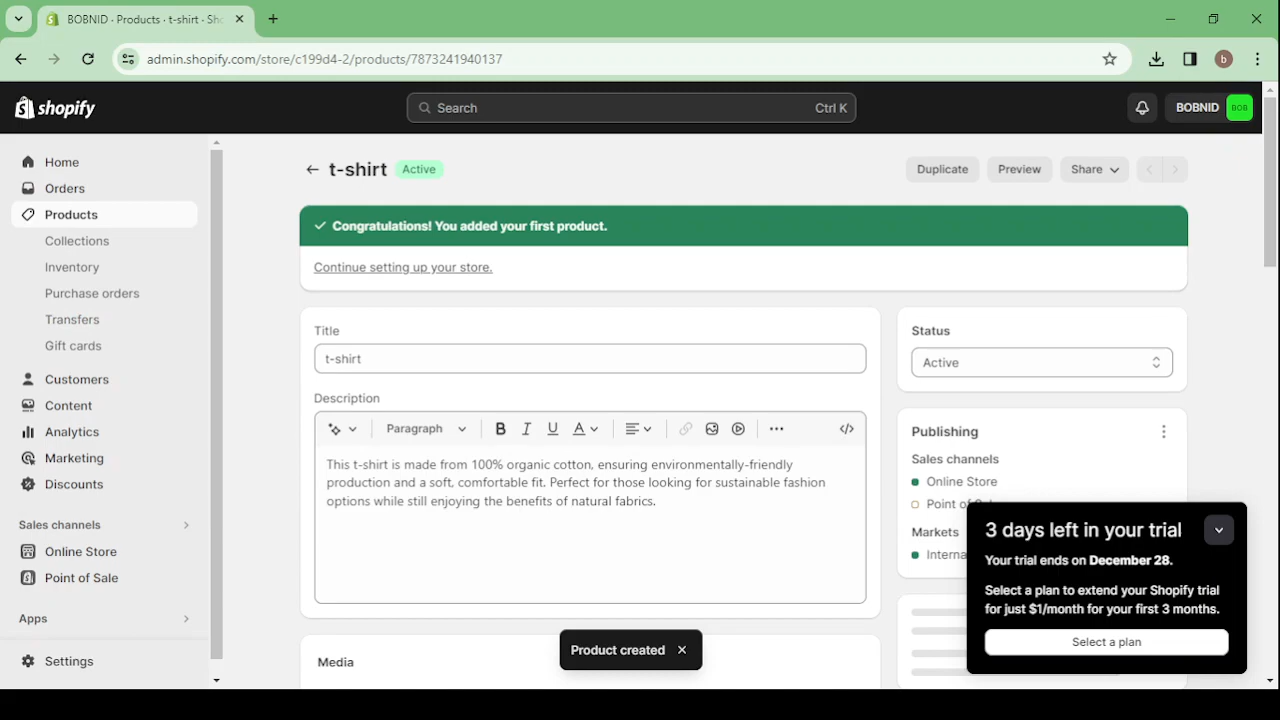 BOBNID · Products · t-shirt · Sho
admin.shopify.com/store/c199d4-2/products/7873241940137
b
shopify
Search
Ctrl K
BOBNID
BOB
Home
Orders
Products
Collections
Inventory
Purchase orders
Transfers
Gift cards
Customers
Content
Analytics
Marketing
Discounts
Sales channels
Online Store
Point of Sale
Apps
Settings
t-shirt
Active
Duplicate
Preview
Share
Congratulations! You added your first product.
Continue setting up your store.
Title
t-shirt
Description
Paragraph
B I U A
This t-shirt is made from 100% organic cotton, ensuring environmentally-friendly
production and a soft, comfortable fit. Perfect for those looking for sustainable fashion
options while still enjoying the benefits of natural fabrics.
Media
Product created
Status
Active
Publishing
Sales channels
Online Store
Point of
Markets
Interna
3 days left in your trial
Your trial ends on December 28.
Select a plan to extend your Shopify trial
for just $1/month for your first 3 months.
Select a plan